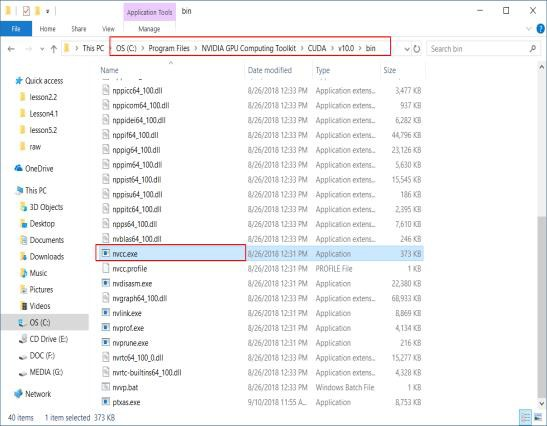 Application Tools bin
File Home Share View Manage
This PC OS (C:) Program Files NVIDIA GPU Computing Toolkit CUDA v10.0 bin Search bin
Name Date modified Type Size
Quick access
lesson2.2
Lesson4.1
lesson5.2
raw
OneDrive
This PC
3D Objects
Desktop
Documents
Downloads
Music
Pictures
Videos
OS (C:)
CD Drive (E:)
DOC (F:)
MEDIA (G:)
Network
nppicc64_100.dll 8/26/2018 12:33 PM Application extens... 3,477 KB
nppicom64_100.dll 8/26/2018 12:33 PM Application extens... 937 KB
nppidei64_100.dll 8/26/2018 12:33 PM Application extens... 6,282 KB
nppif64_100.dll 8/26/2018 12:33 PM Application extens... 44,796 KB
nppig64_100.dll 8/26/2018 12:33 PM Application extens... 23,126 KB
nppim64_100.dll 8/26/2018 12:33 PM Application extens... 5,630 KB
nppist64_100.dll 8/26/2018 12:33 PM Application extens... 15,545 KB
nppisu64_100.dll 8/26/2018 12:33 PM Application extens... 186 KB
nppitc64_100.dll 8/26/2018 12:33 PM Application extens... 2,395 KB
npps64_100.dll 8/26/2018 12:33 PM Application extens... 7,610 KB
nvblas64_100.dll 8/26/2018 12:33 PM Application extens... 246 KB
nvcc.exe 8/26/2018 12:31 PM Application 373 KB
nvcc.profile 8/26/2018 12:31 PM PROFILE File 1 KB
nvdisasm.exe 8/26/2018 12:31 PM Application 22,380 KB
nvgraph64_100.dll 8/26/2018 12:33 PM Application extens... 68,933 KB
nvlink.exe 8/26/2018 12:31 PM Application 8,869 KB
nvprof.exe 8/26/2018 12:31 PM Application 4,134 KB
nvprune.exe 8/26/2018 12:31 PM Application 216 KB
nvrtc64_100_0.dll 8/26/2018 12:33 PM Application extens... 15,277 KB
nvrtc-builtins64_100.dll 8/26/2018 12:33 PM Application extens... 4,328 KB
nvvp.bat 8/26/2018 12:33 PM Windows Batch File 1 KB
ptxas.exe 9/10/2018 11:55 A... Application 8,753 KB
40 items 1 item selected 373 KB